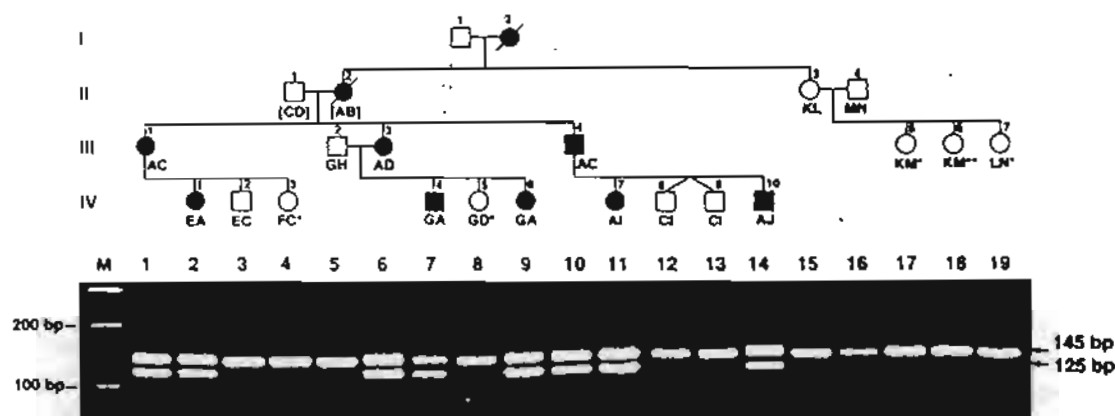 I
1 2
II
1 2 3 4
[CD] [AB] KL MN
III
1 2 3 4 5 6 7
AC GH AD AC KM* KM** LN*
IV
1 2 3 4 5 6 7 8 9 10
EA EC FC* GA GD* GA AI CI CI AJ
M 1 2 3 4 5 6 7 8 9 10 11 12 13 14 15 16 17 18 19
200 bp
145 bp
125 bp
100 bp